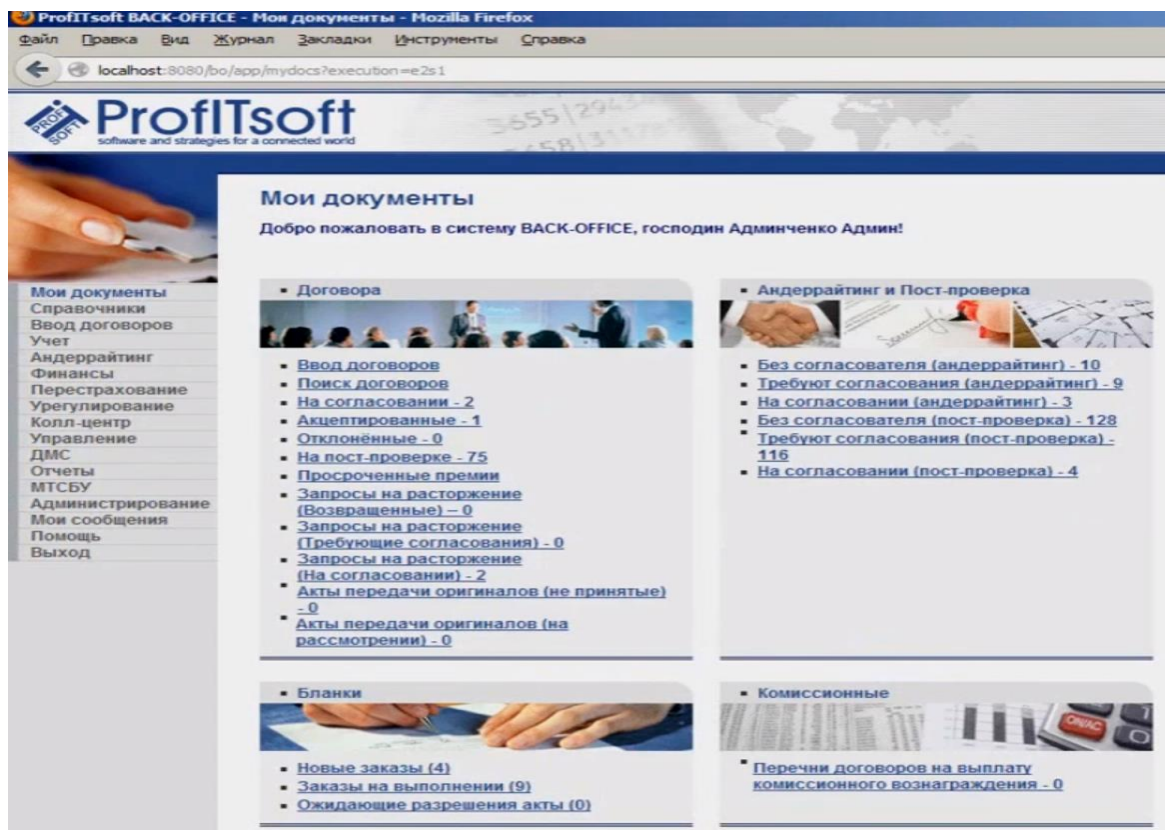 ProfITsoft BACK-OFFICE - Мои документы - Mozilla Firefox
Файл Правка Вид Журнал Закладки Инструменты Справка
localhost:8080/bo/app/mydocs?execution=e2s1
PROFIT SOFT
ProfITsoft
software and strategies for a connected world
Мои документы
Добро пожаловать в систему BACK-OFFICE, господин Админченко Админ!
Мои документы
Справочники
Ввод договоров
Учет
Андеррайтинг
Финансы
Перестрахование
Урегулирование
Колл-центр
Управление
ДМС
Отчеты
МТСБУ
Администрирование
Мои сообщения
Помощь
Выход
Договора
Ввод договоров
Поиск договоров
На согласовании - 2
Акцептированные - 1
Отклонённые - 0
На пост-проверке - 75
Просроченные премии
Запросы на расторжение
(Возвращенные) – 0
Запросы на расторжение
(Требующие согласования) - 0
Запросы на расторжение
(На согласовании) - 2
Акты передачи оригиналов (не принятые)
- 0
Акты передачи оригиналов (на
рассмотрении) - 0
Андеррайтинг и Пост-проверка
Без согласователя (андеррайтинг) - 10
Требуют согласования (андеррайтинг) - 9
На согласовании (андеррайтинг) - 3
Без согласователя (пост-проверка) - 128
Требуют согласования (пост-проверка) -
116
На согласовании (пост-проверка) - 4
Бланки
Новые заказы (4)
Заказы на выполнении (9)
Ожидающие разрешения акты (0)
Комиссионные
ON/AC
Перечни договоров на выплату
комиссионного вознаграждения - 0